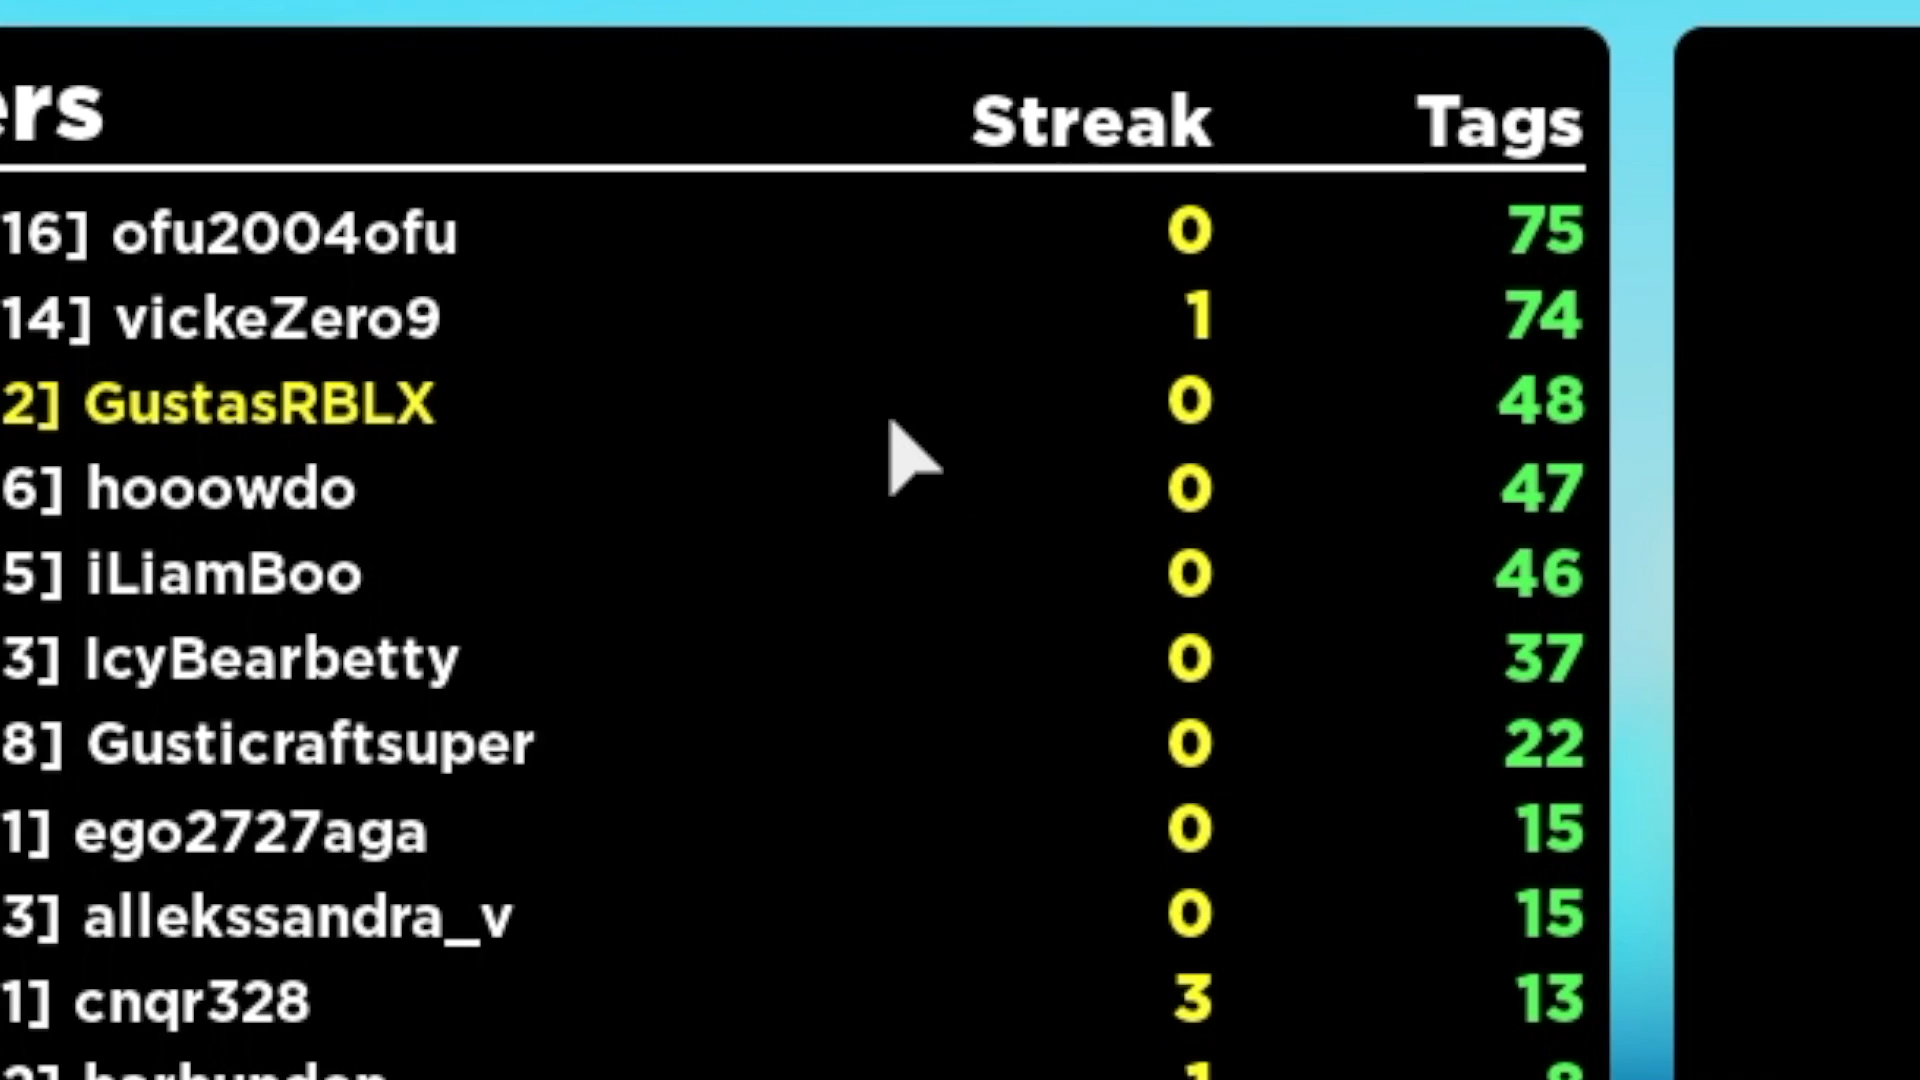 ers Streak Tags
16] ofu2004ofu 0 75
14] vickeZero9 1 74
2] GustasRBLX 0 48
6] hooowdo 0 47
5] iLiamBoo 0 46
3] IcyBearbetty 0 37
8] Gusticraftsuper 0 22
1] ego2727aga 0 15
3] allekssandra_v 0 15
1] cnqr328 3 13